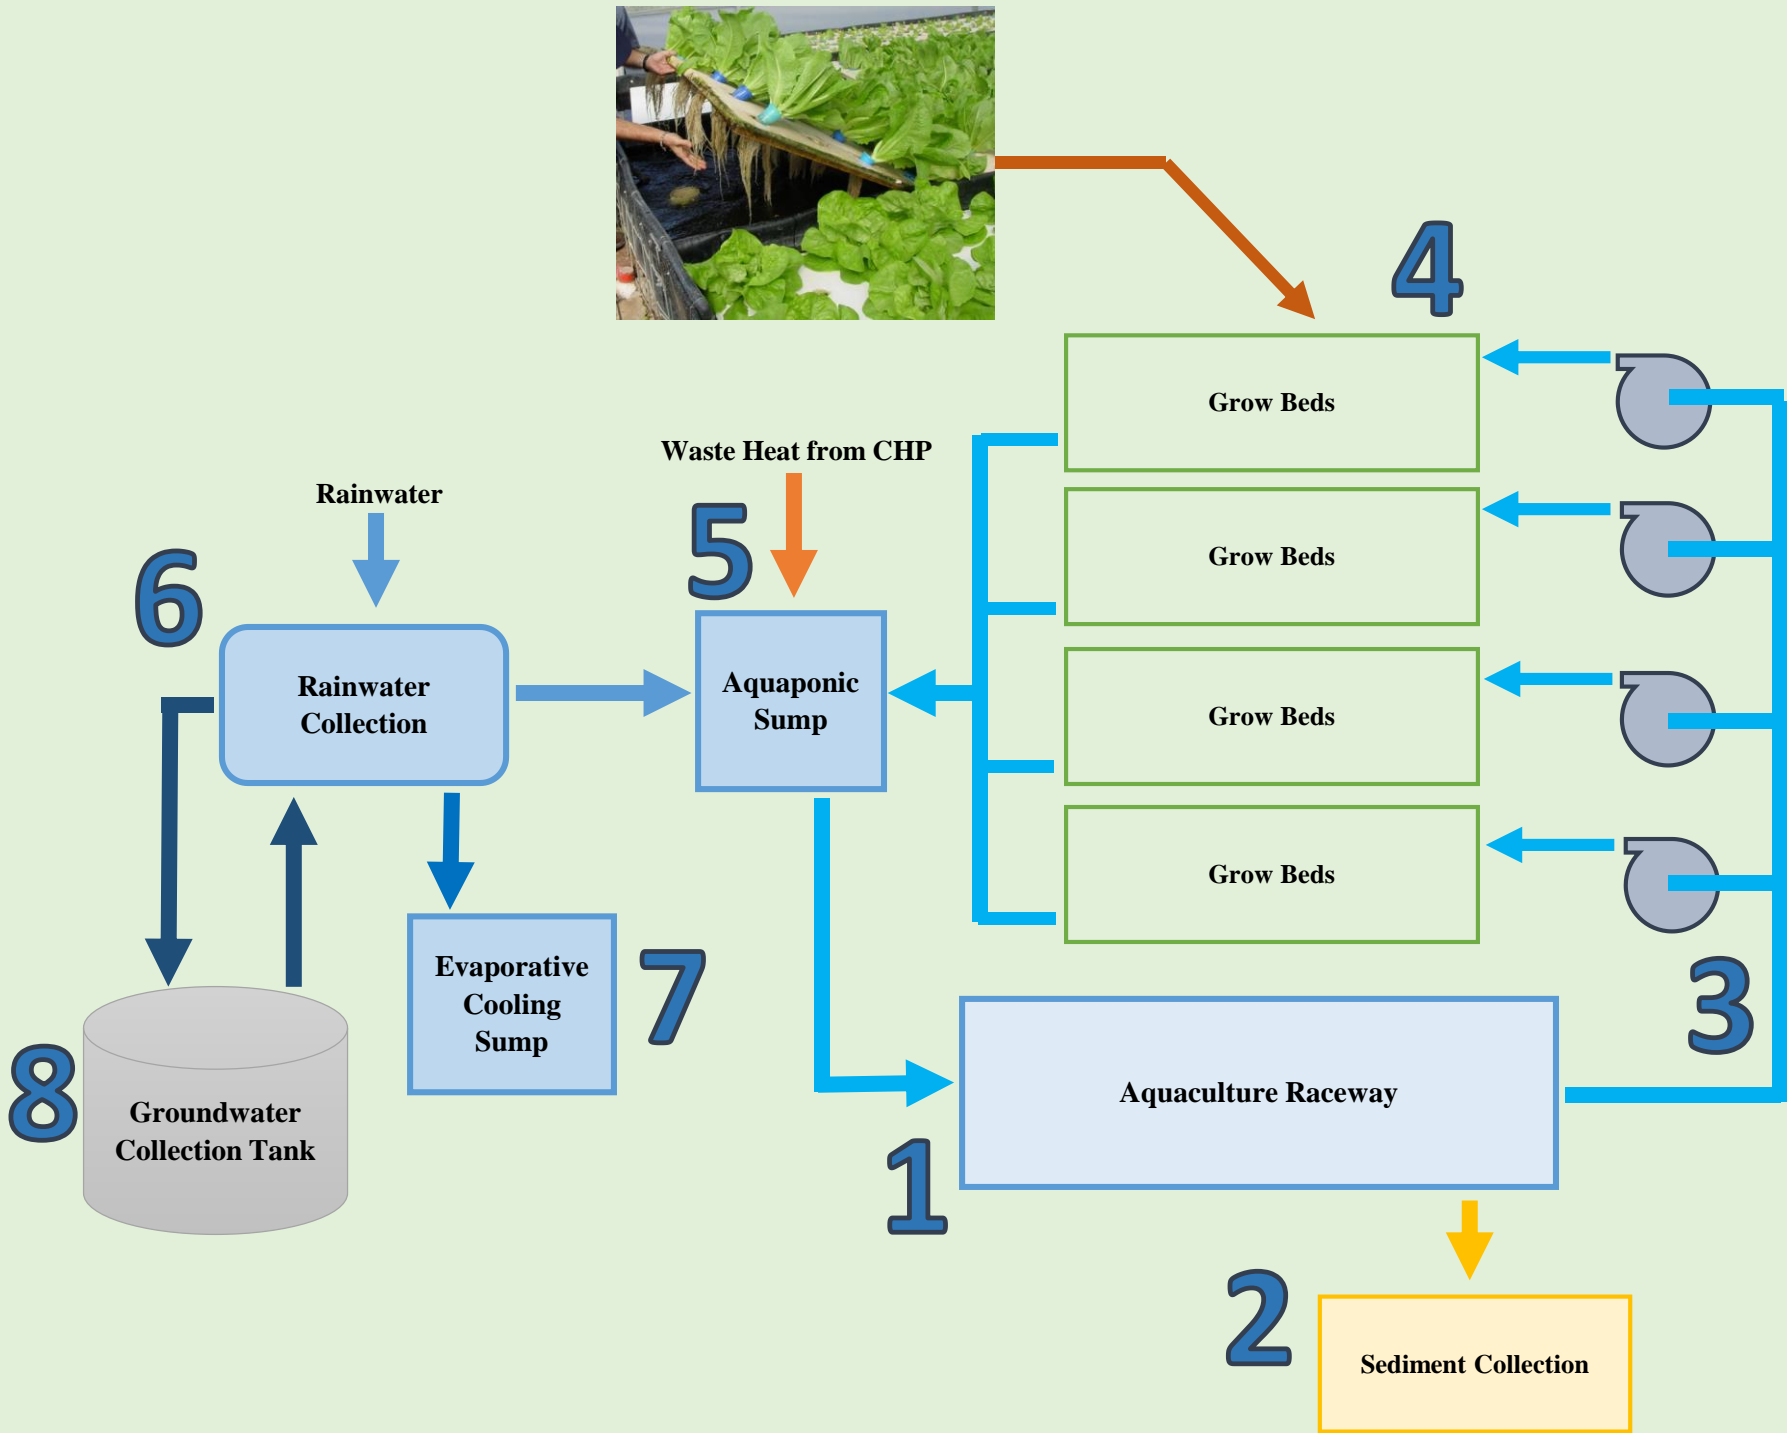 4
Grow Beds
Waste Heat from CHP
Rainwater
5
6
Grow Beds
Rainwater
Collection
Aquaponic
Sump
Grow Beds
Grow Beds
Evaporative
Cooling
Sump
7
3
8
Groundwater
Collection Tank
Aquaculture Raceway
1
2
Sediment Collection